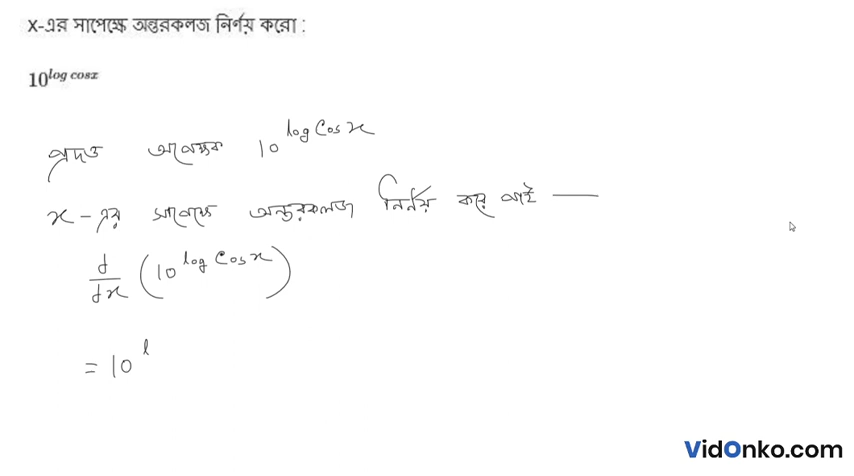 x-এর সাপেক্ষে অন্তরকলজ নির্ণয় করো :
10^{log cosx}
প্রদত্ত অপেক্ষক 10^{log Cos x}
x - এর সাপেক্ষে অন্তরকলজ নির্নয় করে পাই —
d/dx (10^{log Cos x})
= 10^{l
VidOnko.com